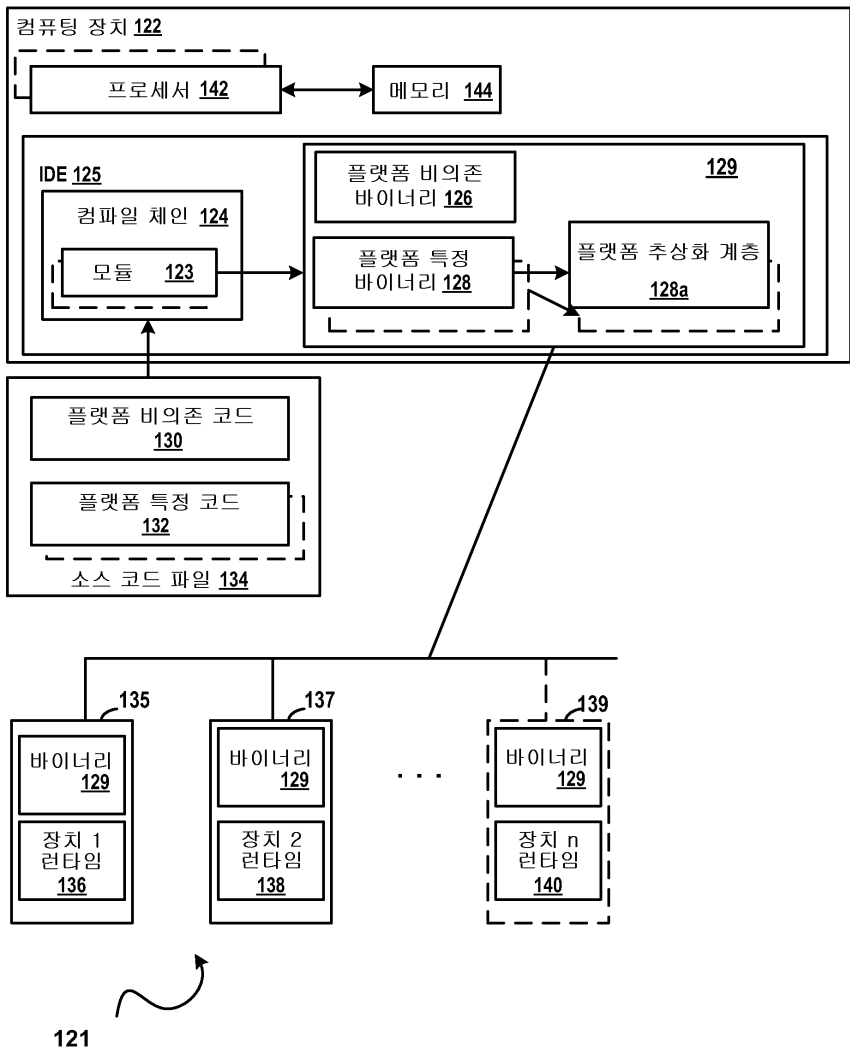 컴퓨팅 장치 122
프로세서 142
메모리 144
IDE 125
컴파일 체인 124
모듈 123
129
플랫폼 비의존
바이너리 126
플랫폼 특정
바이너리 128
플랫폼 추상화 계층
128a
플랫폼 비의존 코드
130
플랫폼 특정 코드
132
소스 코드 파일 134
135
바이너리
129
장치 1
런타임
136
137
바이너리
129
장치 2
런타임
138
. . .
139
바이너리
129
장치 n
런타임
140
121